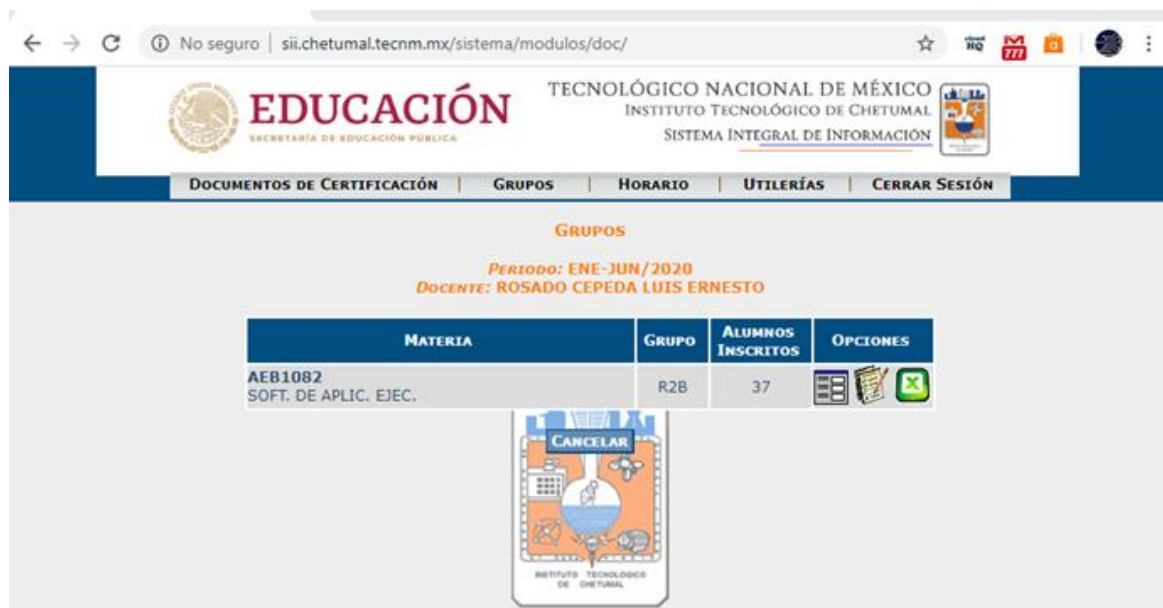 No seguro | sii.chetumal.tecnm.mx/sistema/modulos/doc/
cloud HQ
M 777
a
EDUCACIÓN
SECRETARÍA DE EDUCACIÓN PÚBLICA
TECNOLÓGICO NACIONAL DE MÉXICO
INSTITUTO TECNOLÓGICO DE CHETUMAL
SISTEMA INTEGRAL DE INFORMACIÓN
DOCUMENTOS DE CERTIFICACIÓN | GRUPOS | HORARIO | UTILERÍAS | CERRAR SESIÓN
GRUPOS
PERIODO: ENE-JUN/2020
DOCENTE: ROSADO CEPEDA LUIS ERNESTO
MATERIA GRUPO ALUMNOS INSCRITOS OPCIONES
AEB1082
SOFT. DE APLIC. EJEC. R2B 37
CANCELAR
INSTITUTO TECNOLOGICO
DE CHETUMAL